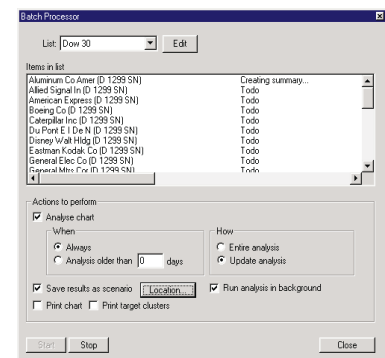 Batch Processor
List: Dow 30 Edit
Items in list
Aluminum Co Amer (D 1299 SN) Creating summary...
Allied Signal In (D 1299 SN) Todo
American Express (D 1299 SN) Todo
Boeing Co (D 1299 SN) Todo
Caterpillar Inc (D 1299 SN) Todo
Du Pont E I De N (D 1299 SN) Todo
Disney Walt Hldg (D 1299 SN) Todo
Eastman Kodak Co (D 1299 SN) Todo
General Elec Co (D 1299 SN) Todo
General Mtrs Cor (D 1299 SN) Todo
Actions to perform
Analyse chart
When How
Always Entire analysis
Analysis older than 0 days Update analysis
Save results as scenario Location... Run analysis in background
Print chart Print target clusters
Start Stop Close